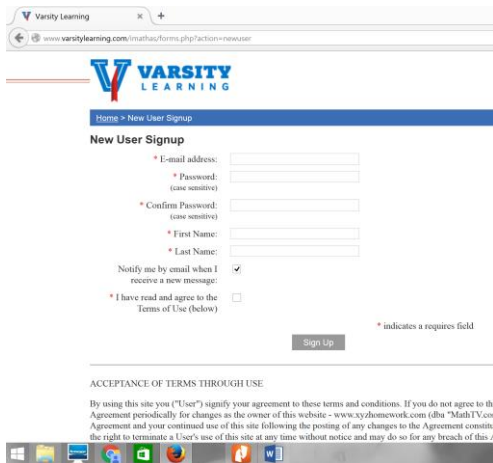 Varsity Learning × +
www.varsitylearning.com/imathas/forms.php?action=newuser
VARSITY
LEARNING
Home > New User Signup
New User Signup
* E-mail address:
* Password:
(case sensitive)
* Confirm Password:
(case sensitive)
* First Name:
* Last Name:
Notify me by email when I
receive a new message:
* I have read and agree to the
Terms of Use (below)
* indicates a requires field
Sign Up
ACCEPTANCE OF TERMS THROUGH USE
By using this site you ("User") signify your agreement to these terms and conditions. If you do not agree to th
Agreement periodically for changes as the owner of this website - www.xyzhomework.com (dba "MathTV.co
Agreement and your continued use of this site following the posting of any changes to the Agreement constitu
the right to terminate a User's use of this site at any time without notice and may do so for any breach of this